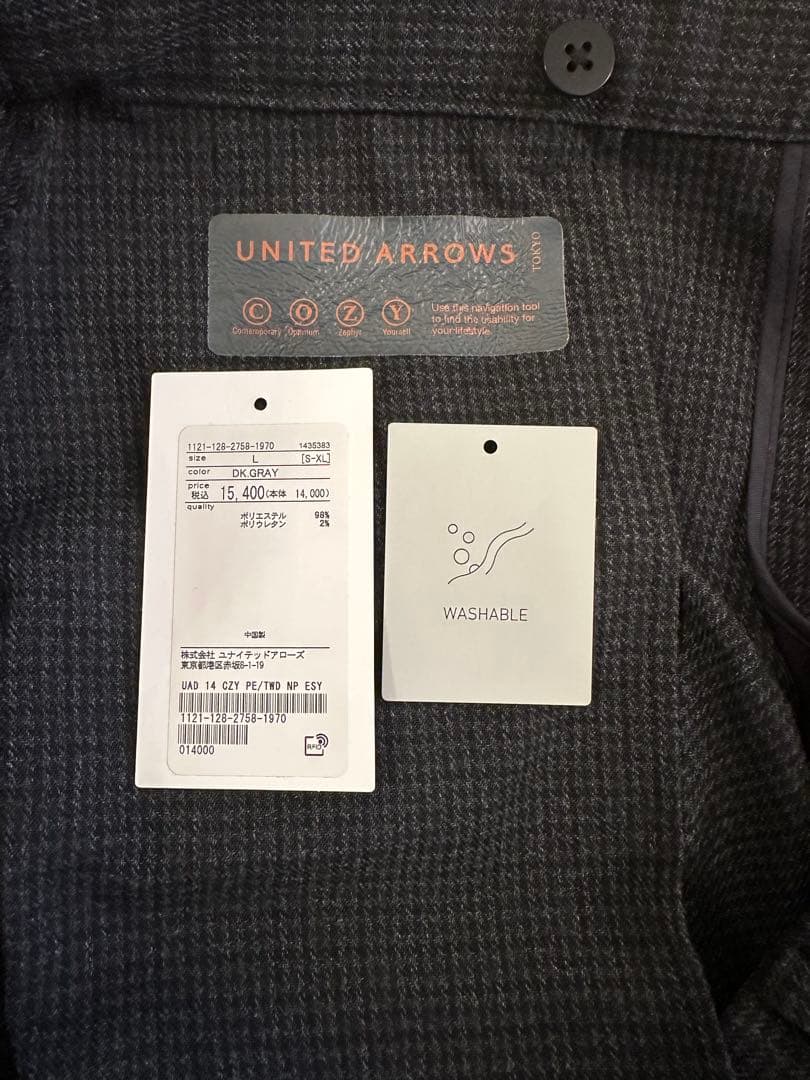 UNITED ARROWS TOKYO
C O Z Y
Contemporary Optimum Zephyr Yourself
Use this navigation tool
to find the usability for
your lifestyle.
1121-128-2758-1970 1435383
size L [S-XL]
color DK.GRAY
price
税込 15,400(本体 14,000)
quality
ポリエステル 98%
ポリウレタン 2%
中国製
株式会社 ユナイテッドアローズ
東京都港区赤坂8-1-19
UAD 14 CZY PE/TWD NP ESY
1121-128-2758-1970
014000
RFID
WASHABLE